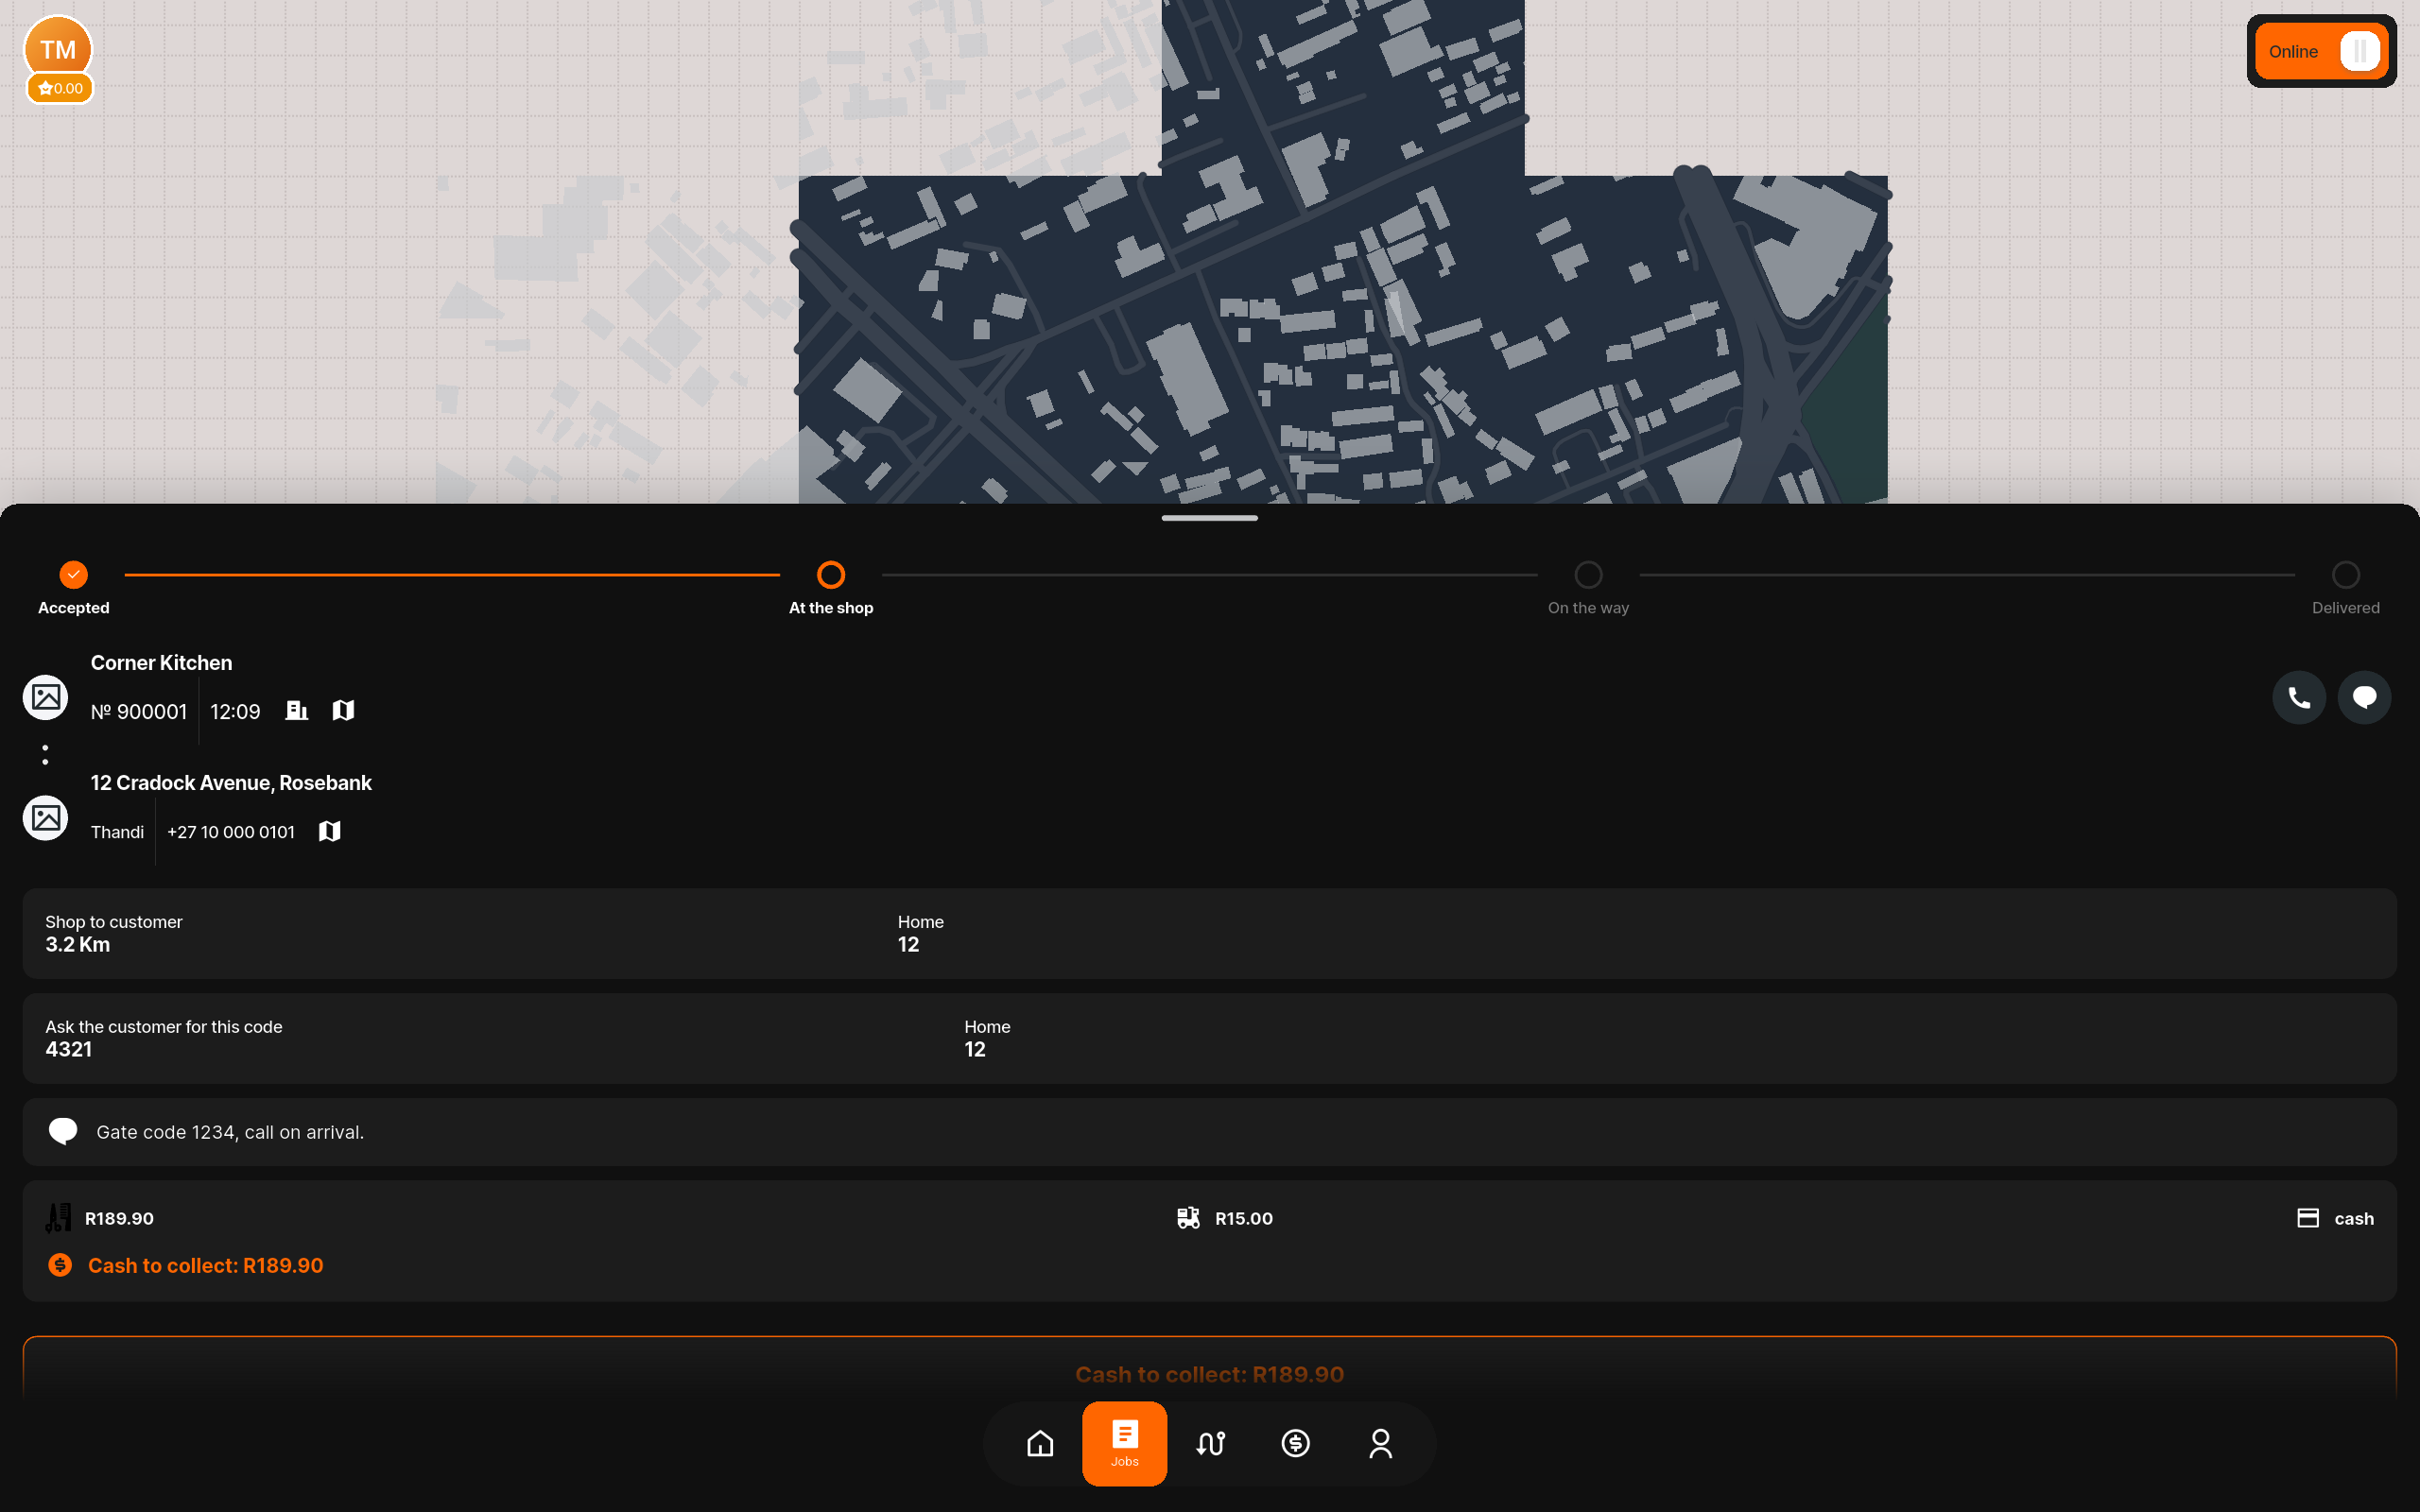 TM
0.00
Online
Accepted
At the shop
On the way
Delivered
Corner Kitchen
№ 900001 12:09
12 Cradock Avenue, Rosebank
Thandi +27 10 000 0101
Shop to customer Home
3.2 Km 12
Ask the customer for this code Home
4321 12
Gate code 1234, call on arrival.
R189.90 R15.00 cash
Cash to collect: R189.90
Cash to collect: R189.90
Jobs